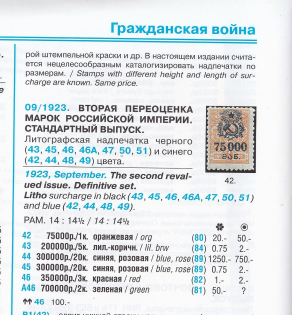 Гражданская война
рой штемпельной краски и др. В настоящем издании счита-
ется нецелесообразным каталогизировать надпечатки по
размерам. / Stamps with different height and length of sur-
charge are known. Same price.
09/1923. ВТОРАЯ ПЕРЕОЦЕНКА
МАРОК РОССИЙСКОЙ ИМПЕРИИ.
СТАНДАРТНЫЙ ВЫПУСК.
Литографская надпечатка черного
(43, 45, 46, 46А, 47, 50, 51) и синего
(42, 44, 48, 49) цвета.
1923, September. The second reval-
ued issue. Definitive set.
Litho surcharge in black (43, 45, 46, 46A, 47, 50, 51)
and blue (42, 44, 48, 49).
75000
РУБ.
42.
РАМ. 14 : 14½ / 14 : 14½
42 75000р./1к. оранжевая / org (80) 20.- 50.-
43 200000р./5к. лил.-коричн. / lil. brw (84) 0.75 2.-
44 300000р./20к. синяя, розовая / blue, rose (89) 1250.- 750.-
45 300000р./20к. синяя, розовая / blue, rose (89) 0.75 2.-
46 350000р./3к. красная / red (82) 1.- 2.-
А46 700000р./2к. зеленая / green (81) 50.- ?
46 100.-